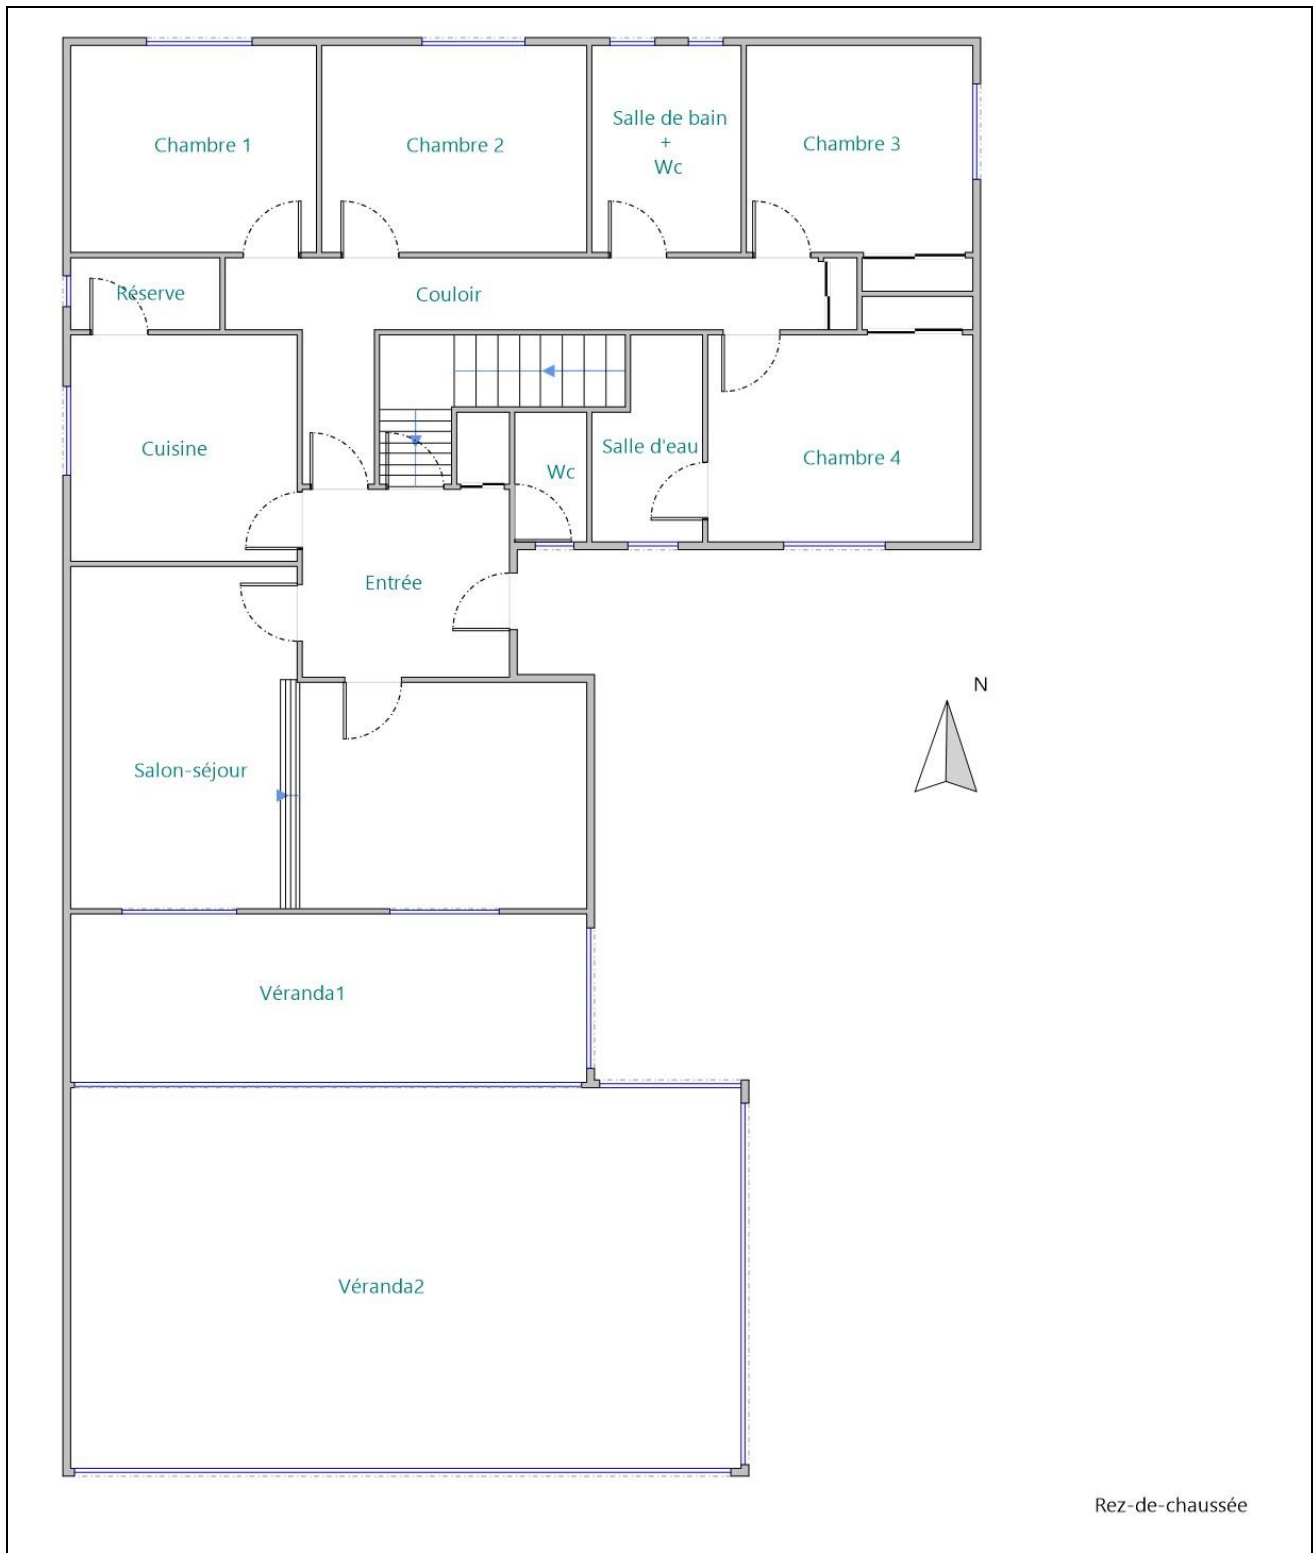 Chambre 1
Chambre 2
Salle de bain
+
Wc
Chambre 3
Réserve
Couloir
Cuisine
Wc
Salle d'eau
Chambre 4
Entrée
N
Salon-séjour
Véranda1
Véranda2
Rez-de-chaussée